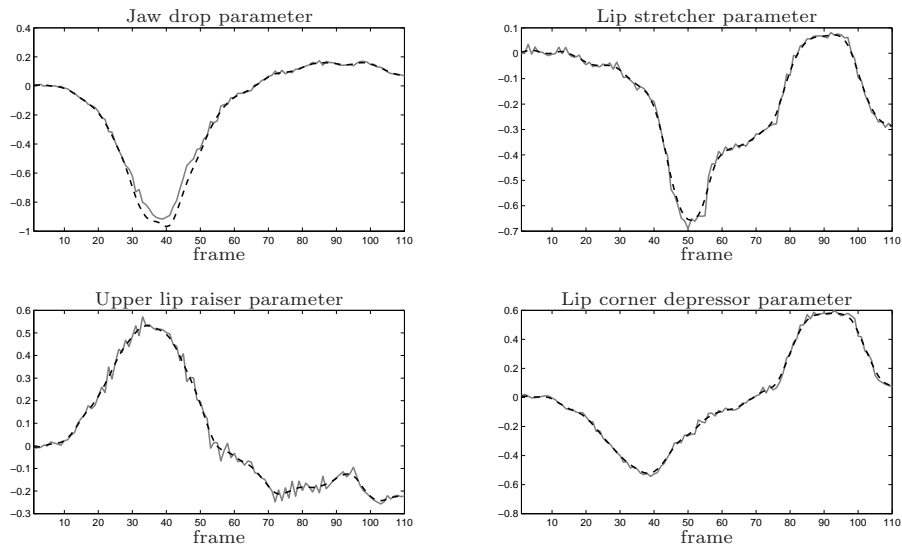 Jaw drop parameter
0.4
0.2
0
−0.2
−0.4
−0.6
−0.8
−1
10 20 30 40 50 60 70 80 90 100 110
frame
Lip stretcher parameter
0.1
0
−0.1
−0.2
−0.3
−0.4
−0.5
−0.6
−0.7
10 20 30 40 50 60 70 80 90 100 110
frame
Upper lip raiser parameter
0.6
0.5
0.4
0.3
0.2
0.1
0
−0.1
−0.2
−0.3
10 20 30 40 50 60 70 80 90 100 110
frame
Lip corner depressor parameter
0.6
0.4
0.2
0
−0.2
−0.4
−0.6
−0.8
10 20 30 40 50 60 70 80 90 100 110
frame